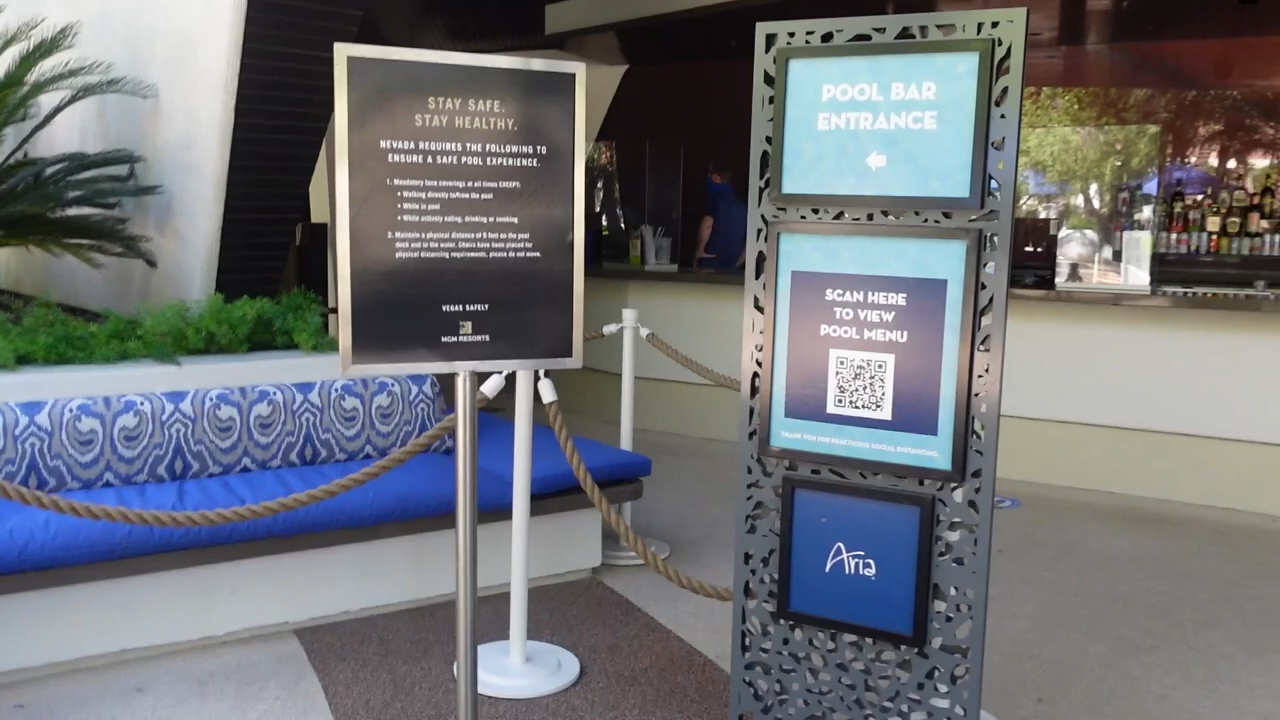 STAY SAFE.
STAY HEALTHY.
NEVADA REQUIRES THE FOLLOWING TO
ENSURE A SAFE POOL EXPERIENCE.
1. Mandatory face coverings at all times EXCEPT:
• Walking directly to/from the pool
• While in pool
• While actively eating, drinking or smoking
2. Maintain a physical distance of 6 feet on the pool
deck and in the water. Chairs have been placed for
physical distancing requirements, please do not move.
VEGAS SAFELY
MGM RESORTS
POOL BAR
ENTRANCE
SCAN HERE
TO VIEW
POOL MENU
THANK YOU FOR PRACTICING SOCIAL DISTANCING.
Aria